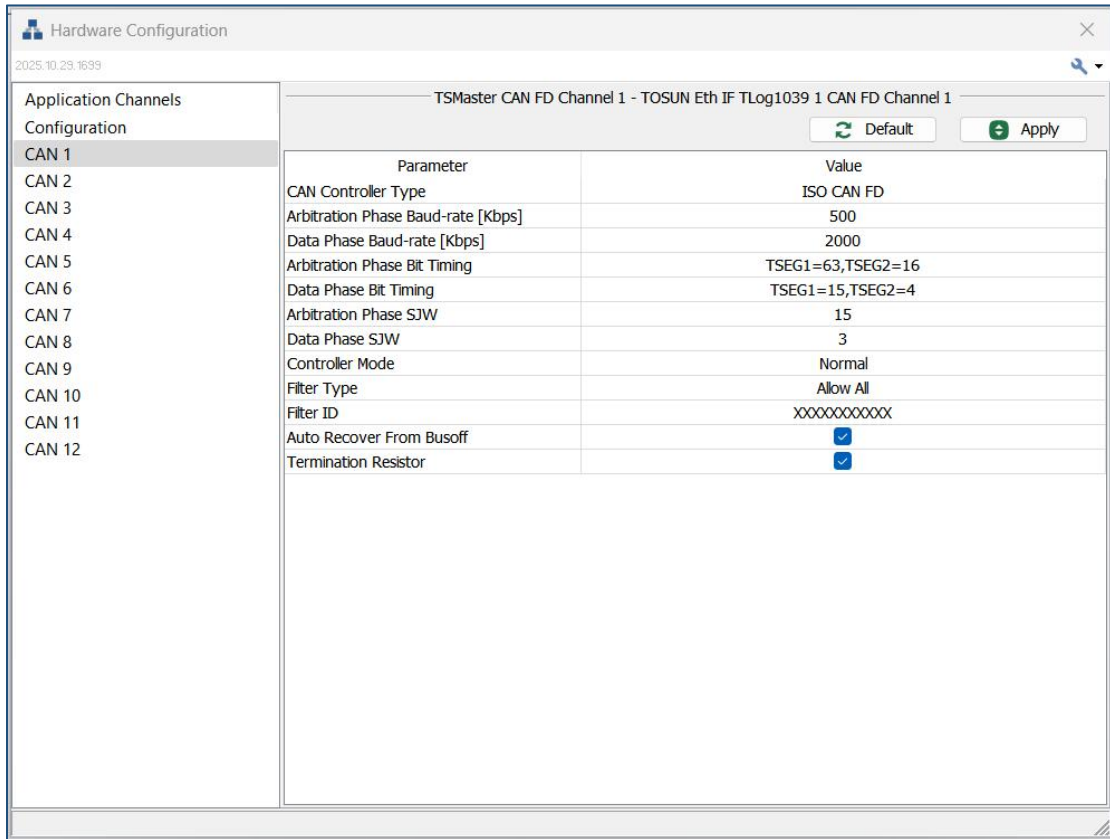 Hardware Configuration
2025.10.29.1699
Application Channels
Configuration
CAN 1
CAN 2
CAN 3
CAN 4
CAN 5
CAN 6
CAN 7
CAN 8
CAN 9
CAN 10
CAN 11
CAN 12
TSMaster CAN FD Channel 1 - TOSUN Eth IF TLog1039 1 CAN FD Channel 1
Default Apply
Parameter Value
CAN Controller Type ISO CAN FD
Arbitration Phase Baud-rate [Kbps] 500
Data Phase Baud-rate [Kbps] 2000
Arbitration Phase Bit Timing TSEG1=63,TSEG2=16
Data Phase Bit Timing TSEG1=15,TSEG2=4
Arbitration Phase SJW 15
Data Phase SJW 3
Controller Mode Normal
Filter Type Allow All
Filter ID XXXXXXXXXXX
Auto Recover From Busoff
Termination Resistor